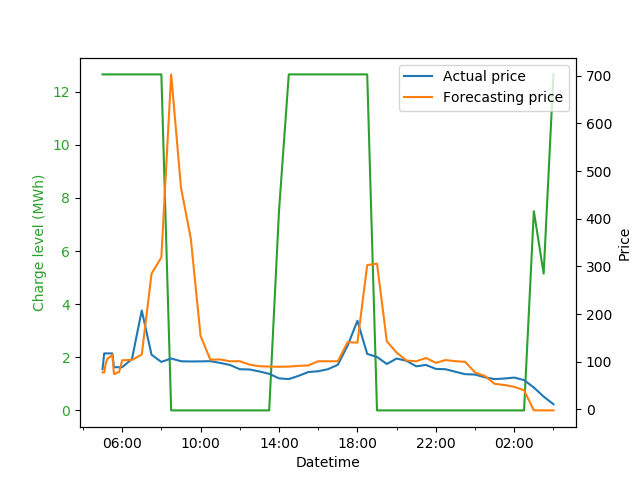 Actual price
Forecasting price
Charge level (MWh)
12
10
8
6
4
2
0
700
600
500
400
300
200
100
0
Price
06:00 10:00 14:00 18:00 22:00 02:00
Datetime